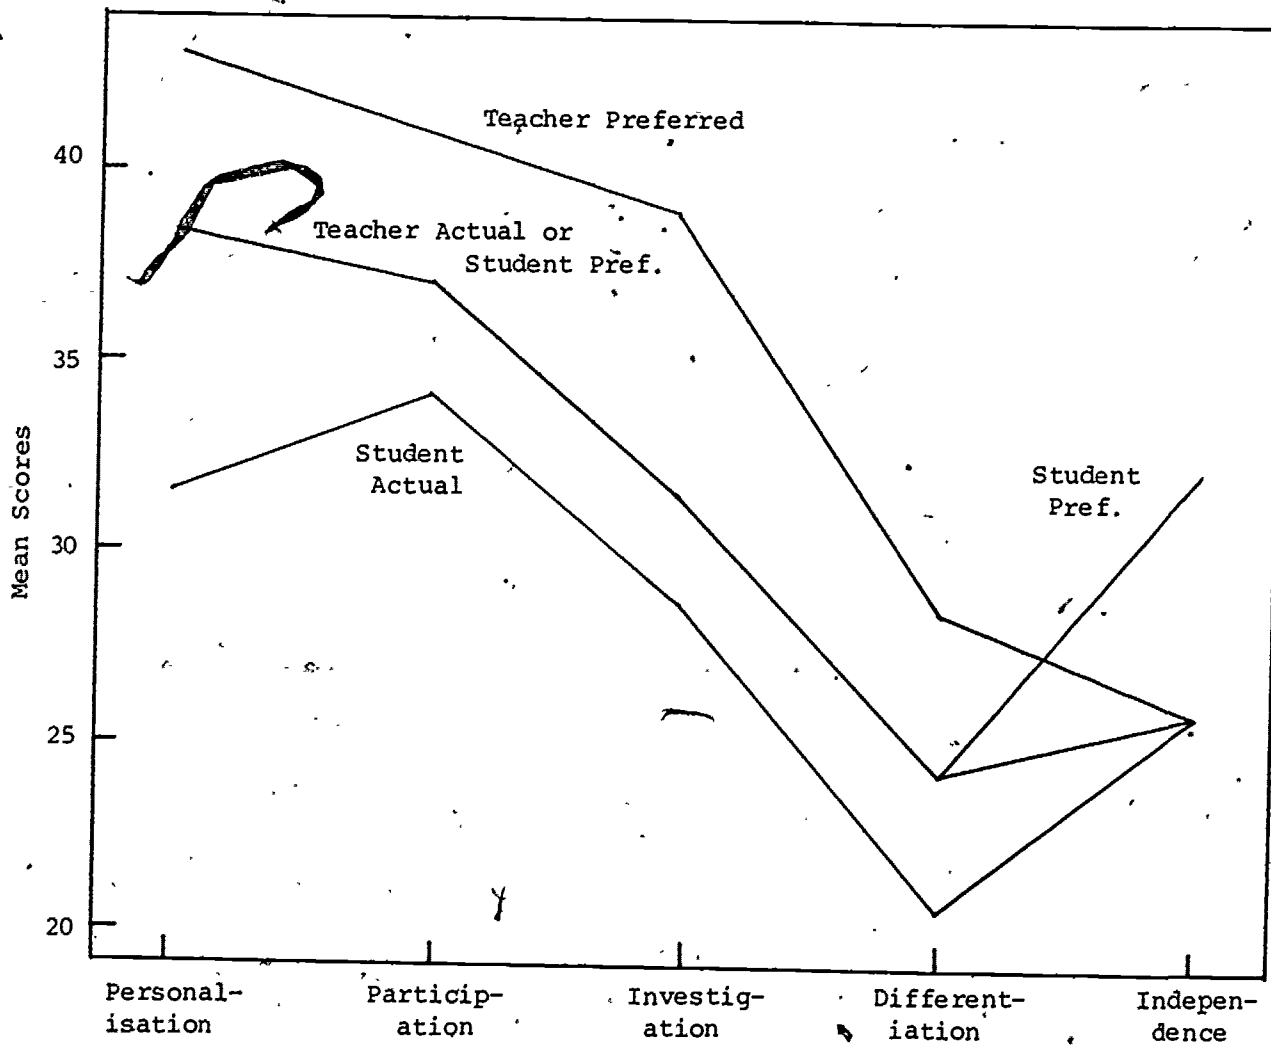 Teacher Preferred
40
Teacher Actual or
Student Pref.
35
Student
Actual
Student
Pref.
Mean Scores
30
25
20
Personal-
isation
Particip-
ation
Investig-
ation
Different-
iation
Indepen-
dence